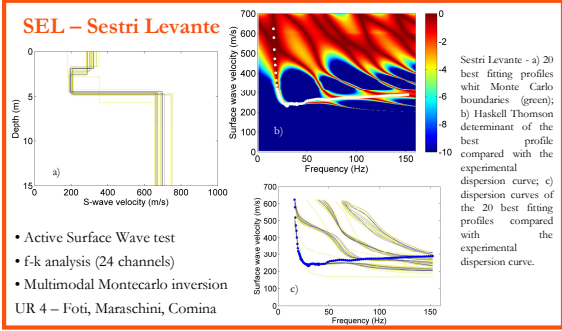 SEL – Sestri Levante
0
5
10
15
Depth (m)
a)
0 200 400 600 800 1000
S-wave velocity (m/s)
700
600
500
400
300
200
100
0
Surface wave velocity (m/s)
b)
0 50 100 150
Frequency (Hz)
0
-2
-4
-6
-8
-10
Sestri Levante - a) 20
best fitting profiles
whit Monte Carlo
boundaries (green);
b) Haskell Thomson
determinant of the
best profile
compared with the
experimental
dispersion curve; c)
dispersion curves of
the 20 best fitting
profiles compared
with the
experimental
dispersion curve.
• Active Surface Wave test
• f-k analysis (24 channels)
• Multimodal Montecarlo inversion
UR 4 – Foti, Maraschini, Comina
700
600
500
400
300
200
100
0
Surface wave velocity (m/s)
c)
0 50 100 150
Frequency (Hz)